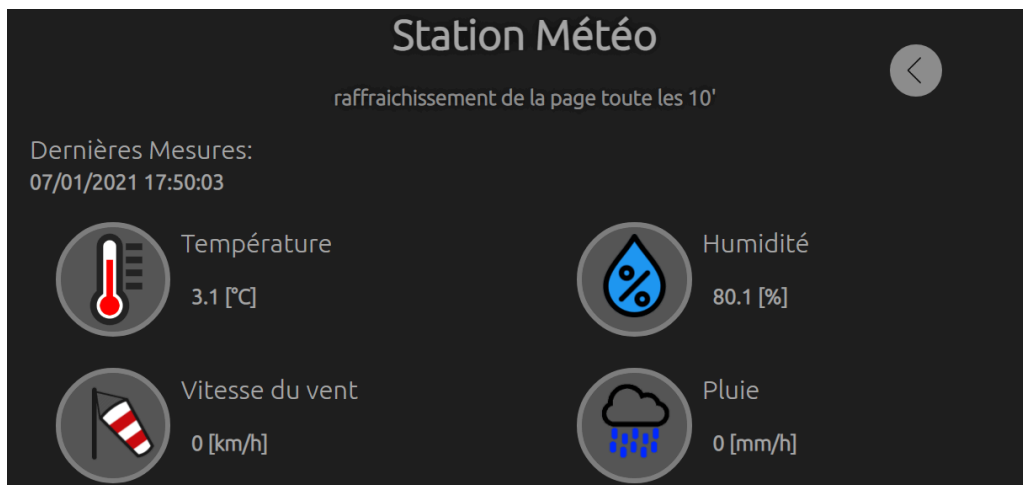 Station Météo
raffraichissement de la page toute les 10'
Dernières Mesures:
07/01/2021 17:50:03
Température
3.1 [°C]
Humidité
80.1 [%]
Vitesse du vent
0 [km/h]
Pluie
0 [mm/h]